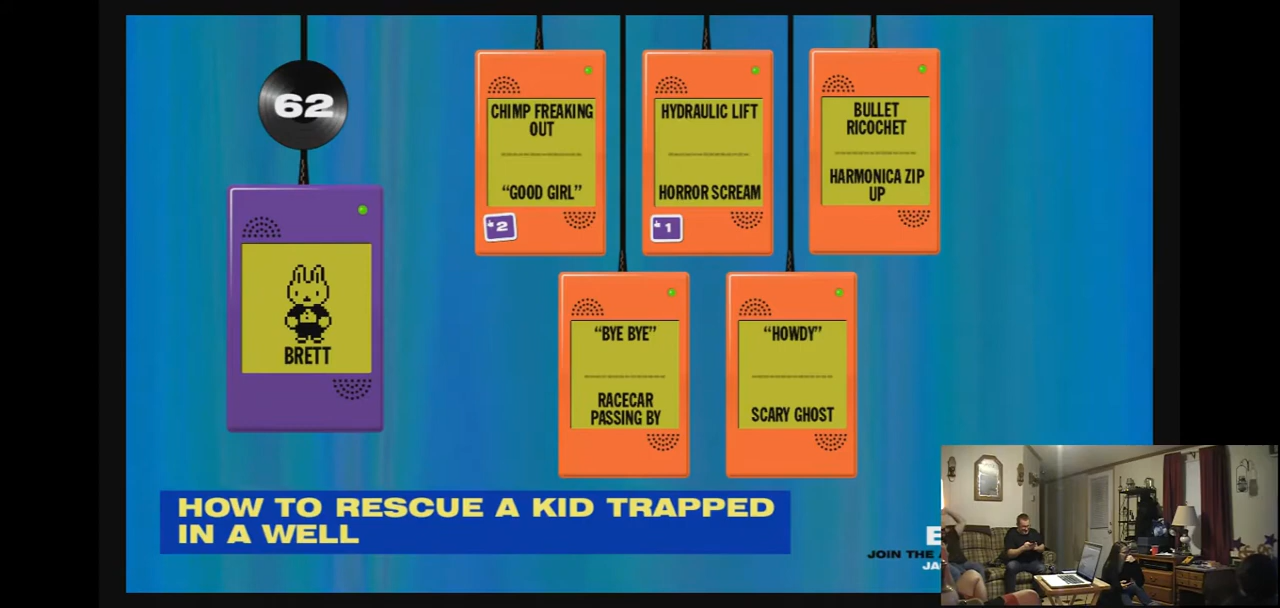 62
BRETT
CHIMP FREAKING
OUT
"GOOD GIRL"
2
HYDRAULIC LIFT
HORROR SCREAM
1
BULLET
RICOCHET
HARMONICA ZIP
UP
"BYE BYE"
RACECAR
PASSING BY
"HOWDY"
SCARY GHOST
HOW TO RESCUE A KID TRAPPED
IN A WELL
JOIN THE